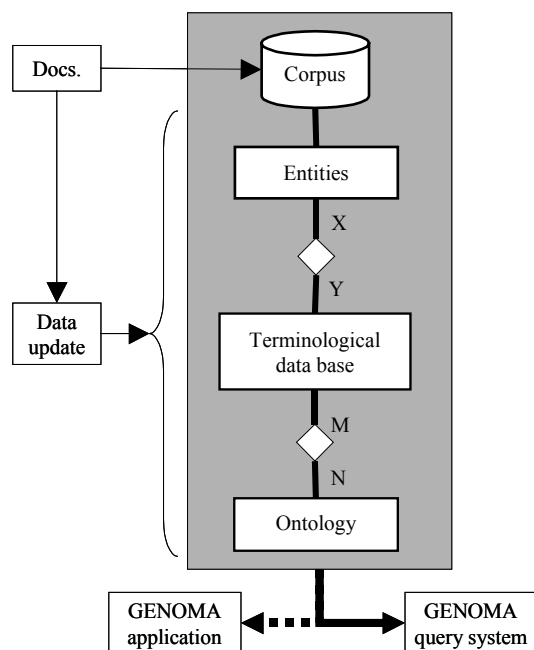 Docs.
Corpus
Entities
X
Y
Data
update
Terminological
data base
M
N
Ontology
GENOMA
application
GENOMA
query system